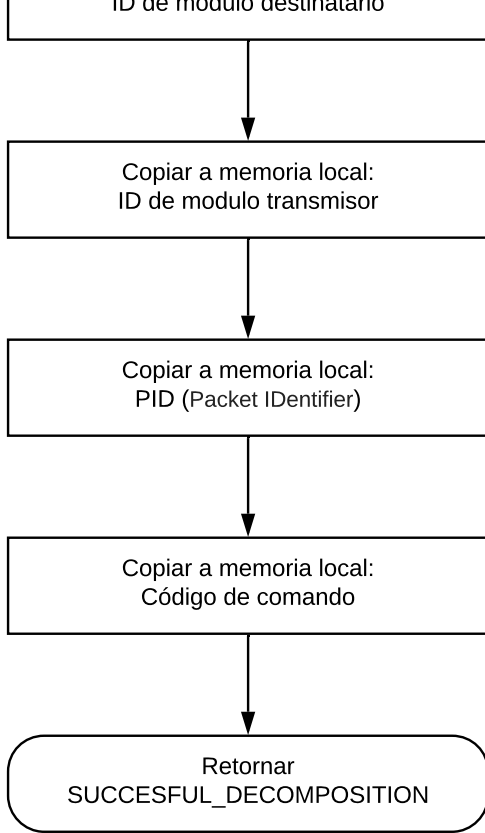 ID de modulo destinatario
Copiar a memoria local:
ID de modulo transmisor
Copiar a memoria local:
PID (Packet IDentifier)
Copiar a memoria local:
Código de comando
Retornar
SUCCESFUL_DECOMPOSITION